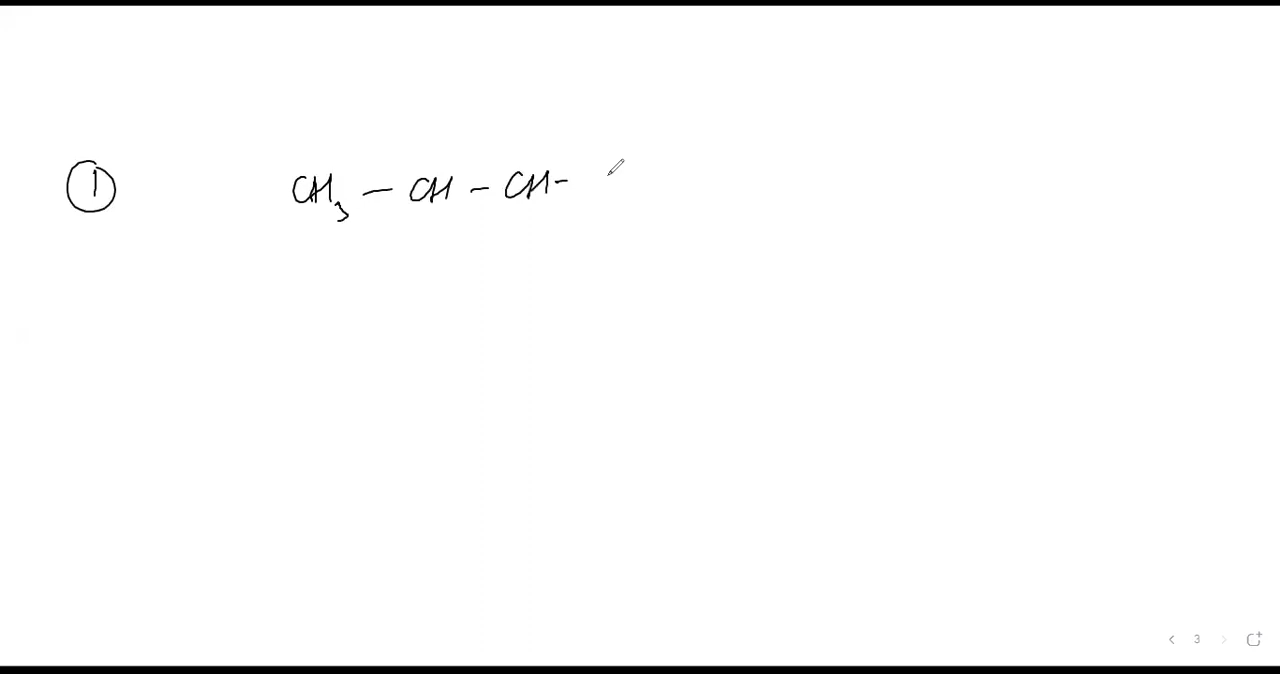 ① CH₃ – CH – CH –
3